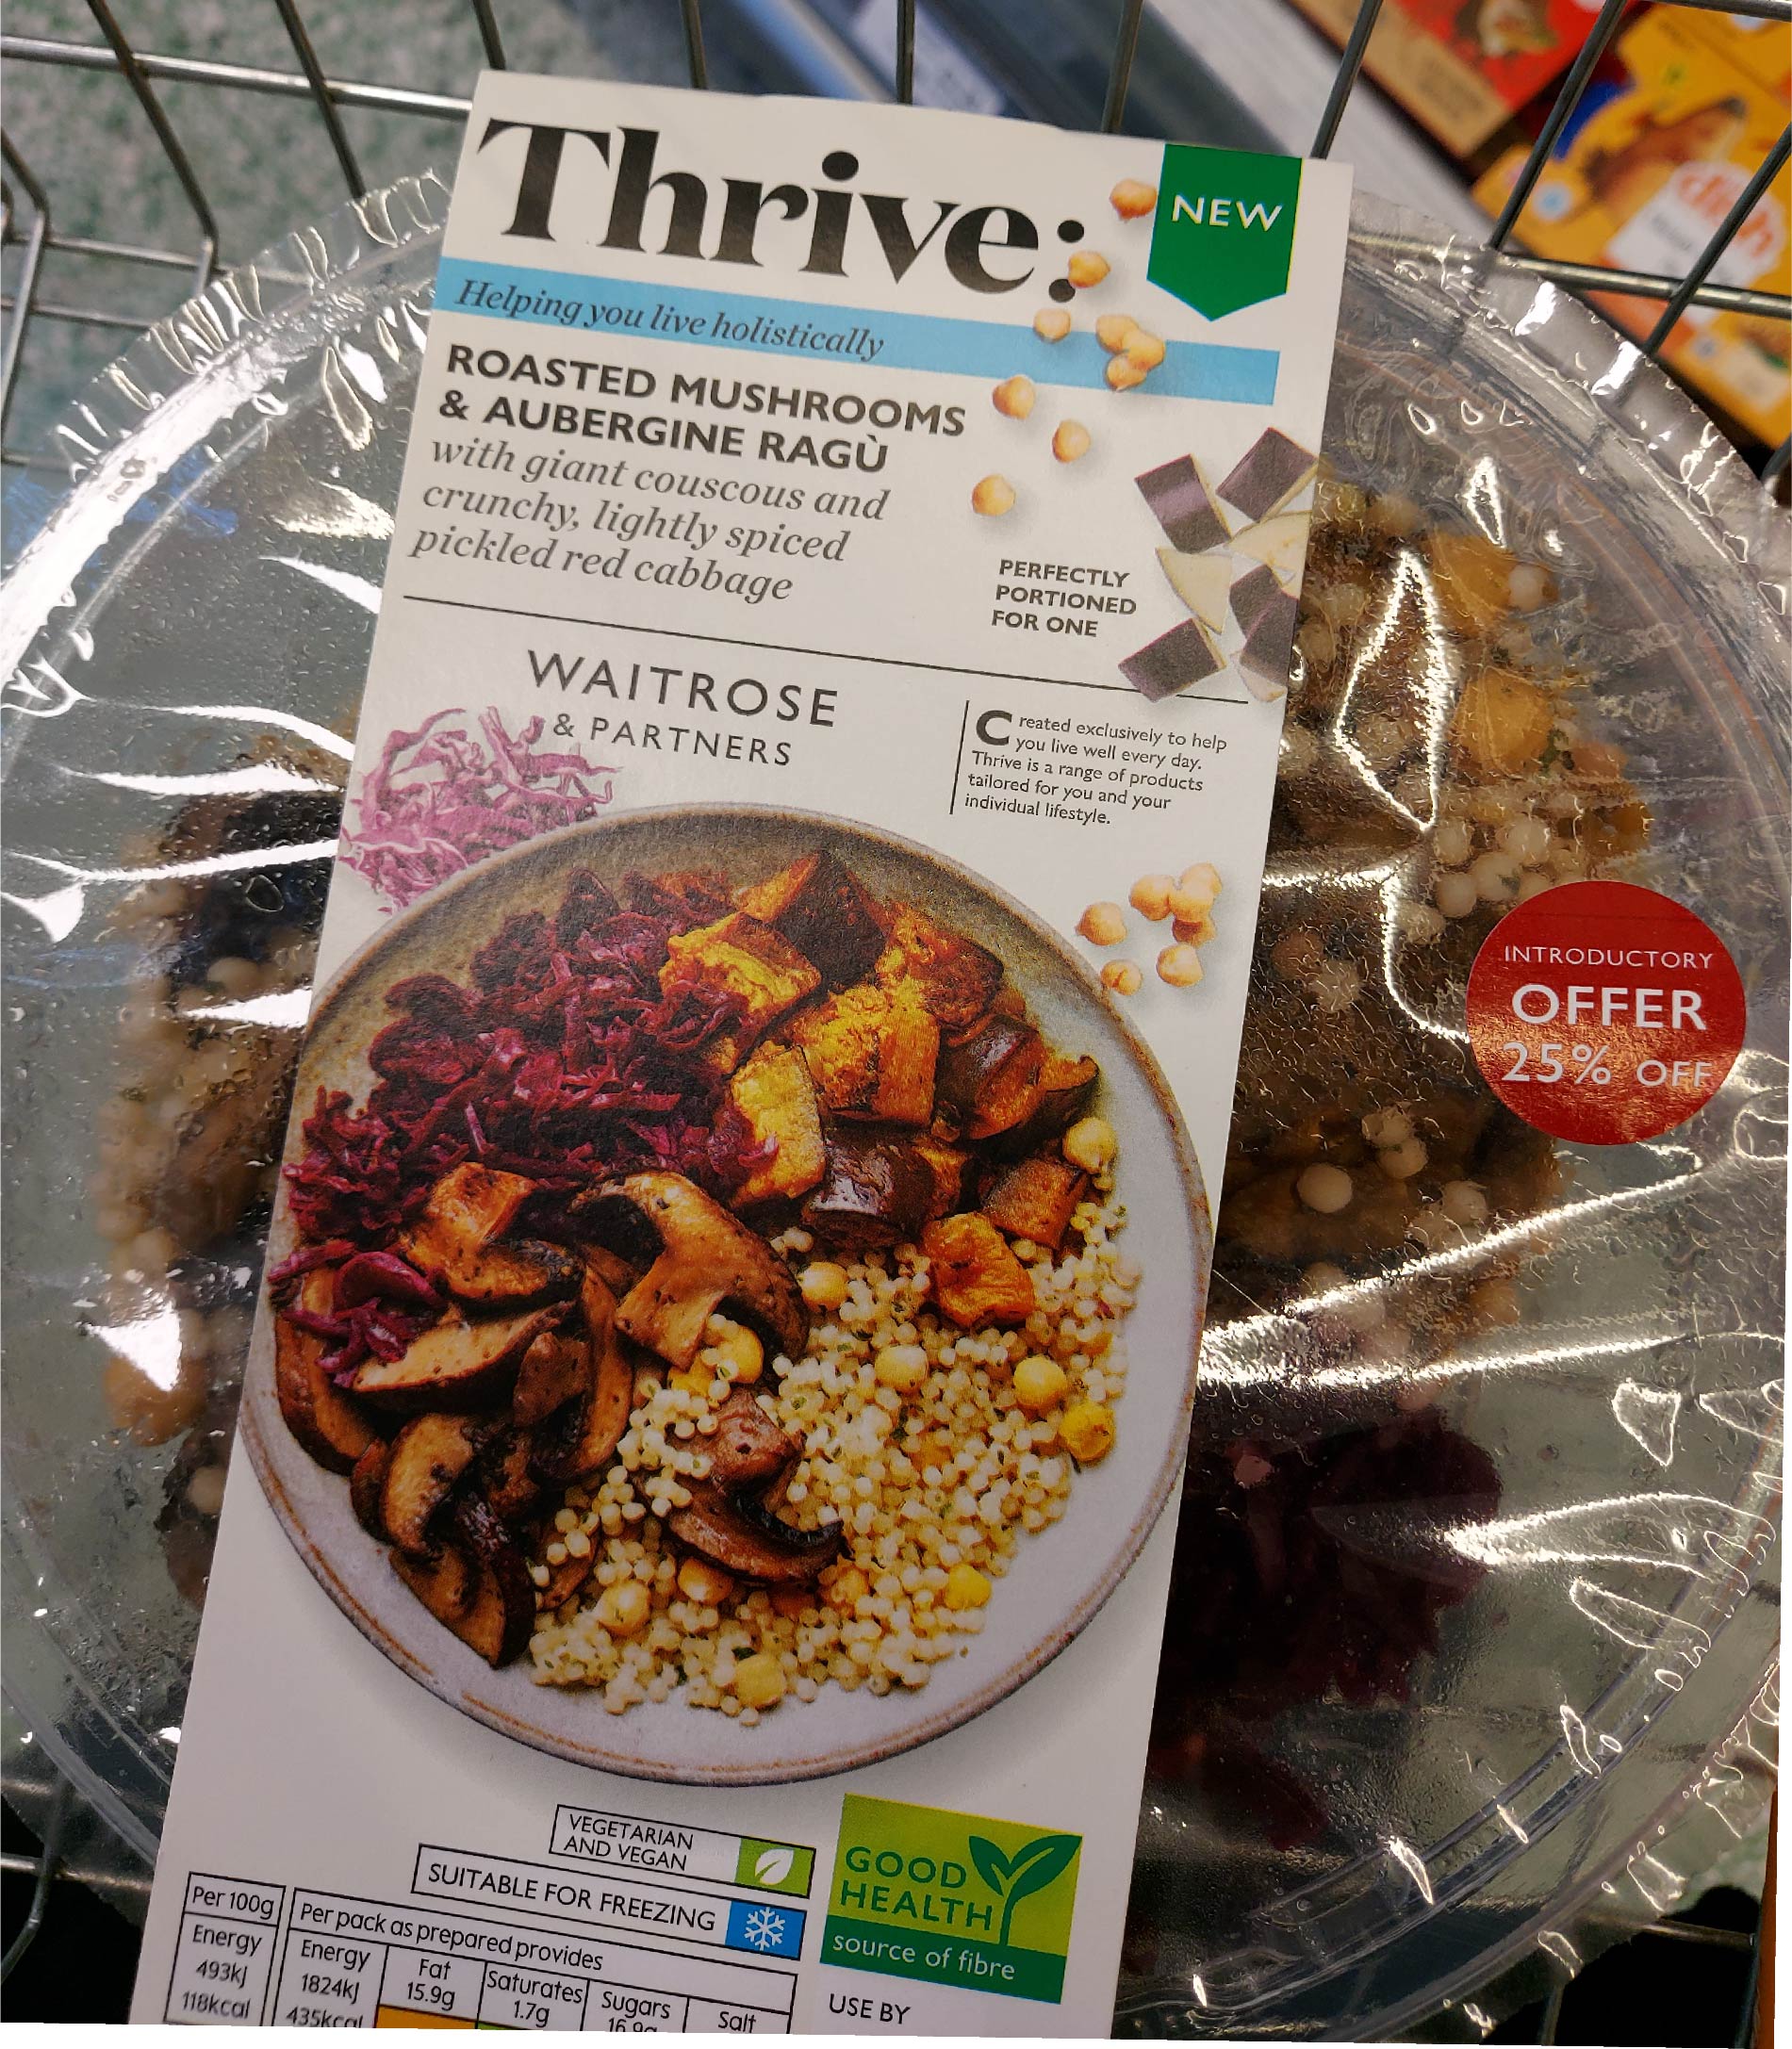 Thrive:
NEW
Helping you live holistically
ROASTED MUSHROOMS
& AUBERGINE RAGÙ
with giant couscous and
crunchy, lightly spiced
pickled red cabbage
PERFECTLY
PORTIONED
FOR ONE
WAITROSE
& PARTNERS
Created exclusively to help
you live well every day.
Thrive is a range of products
tailored for you and your
individual lifestyle.
INTRODUCTORY
OFFER
25% OFF
VEGETARIAN
AND VEGAN
SUITABLE FOR FREEZING
GOOD
HEALTH
source of fibre
USE BY
Per 100g
Energy
493kJ
118kcal
Per pack as prepared provides
Energy
1824kJ
435kcal
Fat
15.9g
Saturates
1.7g
Sugars
16.9g
Salt
dish